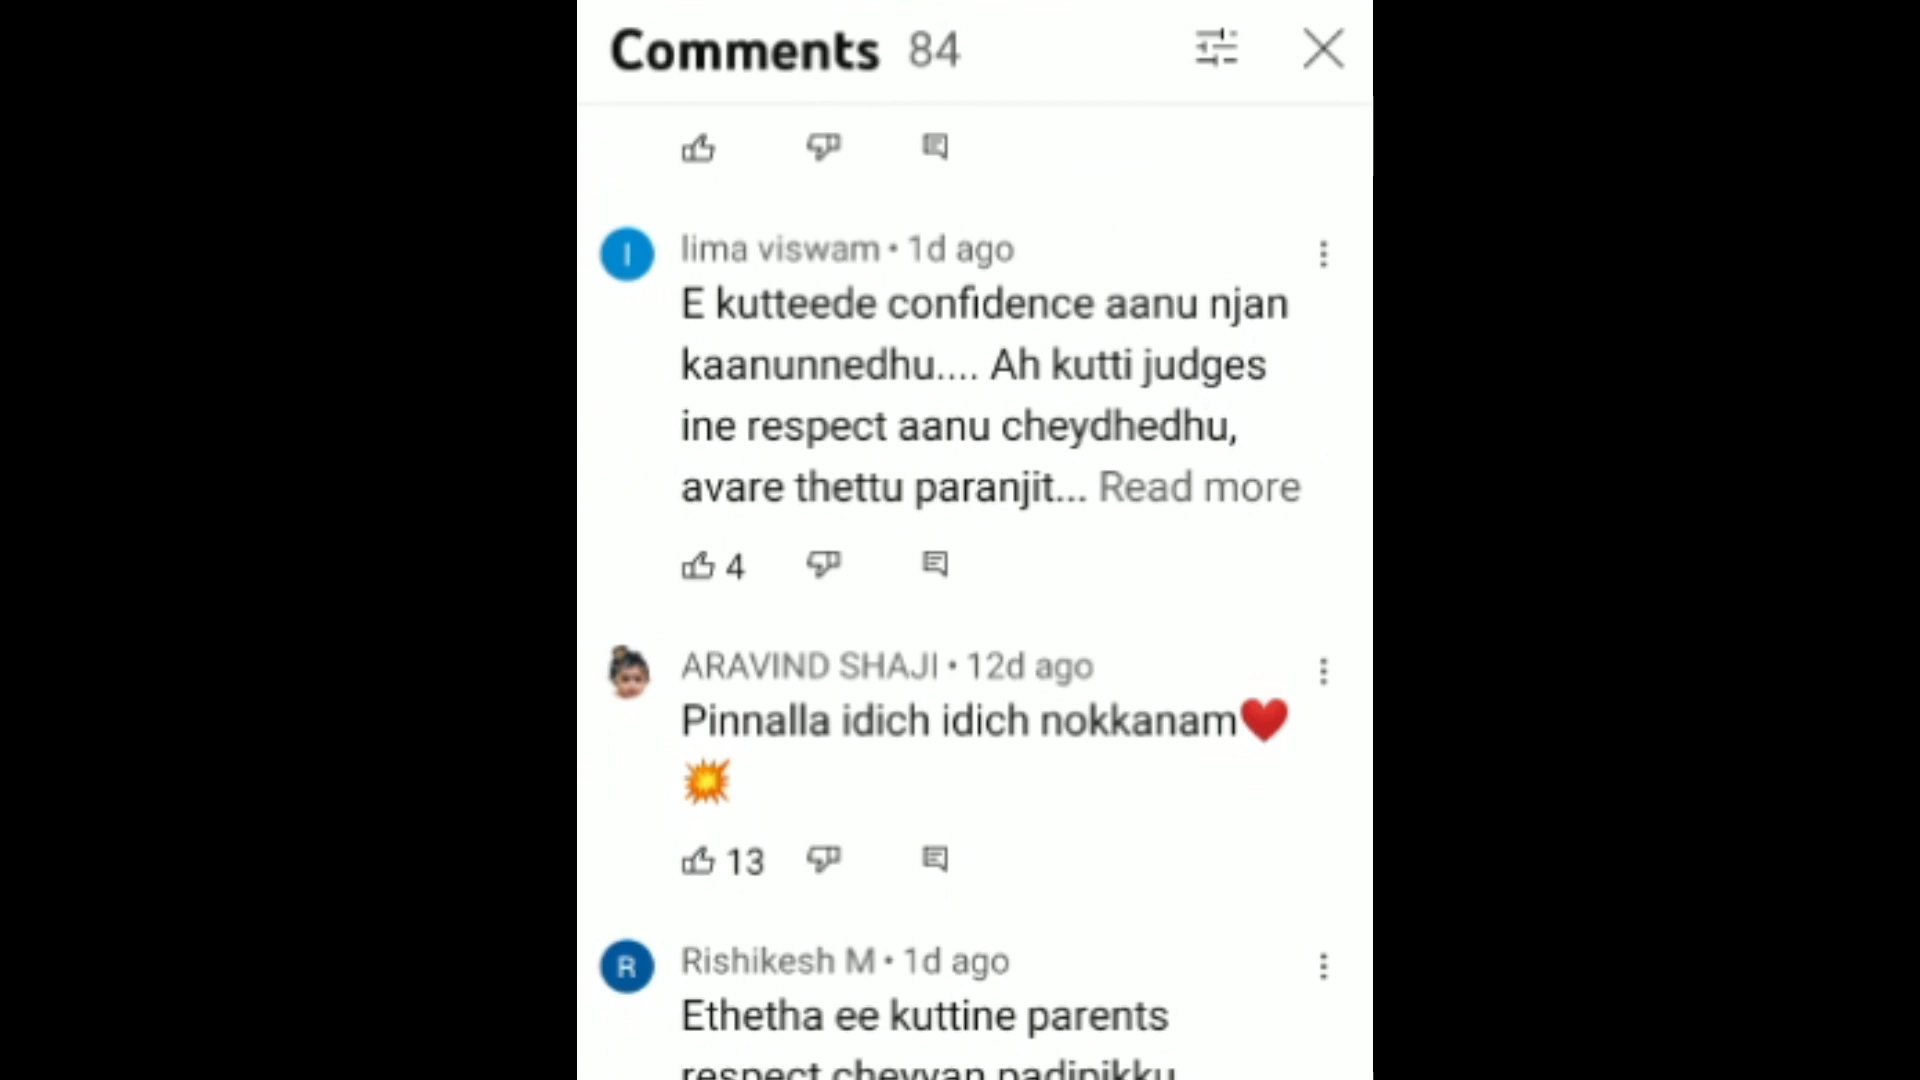 Comments 84
lima viswam • 1d ago
E kutteede confidence aanu njan
kaanunnedhu.... Ah kutti judges
ine respect aanu cheydhedhu,
avare thettu paranjit... Read more
4
ARAVIND SHAJI • 12d ago
Pinnalla idich idich nokkanam❤️
💥
13
R
Rishikesh M • 1d ago
Ethetha ee kuttine parents
respect cheyyan padipikku